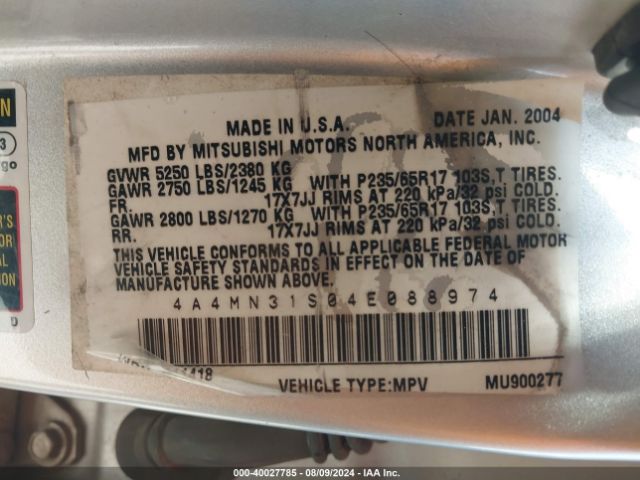 MADE IN U.S.A. DATE JAN. 2004
MFD BY MITSUBISHI MOTORS NORTH AMERICA, INC.
GVWR 5250 LBS/2380 KG
GAWR 2750 LBS/1245 KG WITH P235/65R17 103S,T TIRES.
FR. 17X7JJ RIMS AT 220 kPa/32 psi COLD.
GAWR 2800 LBS/1270 KG WITH P235/65R17 103S,T TIRES.
RR. 17X7JJ RIMS AT 220 kPa/32 psi COLD.
THIS VEHICLE CONFORMS TO ALL APPLICABLE FEDERAL MOTOR
VEHICLE SAFETY STANDARDS IN EFFECT ON THE DATE OF
MANUFACTURE SHOWN ABOVE.
4A4MN31S04E088974
VEHICLE TYPE:MPV MU900277
D
000-40027785 - 08/09/2024 - IAA Inc.